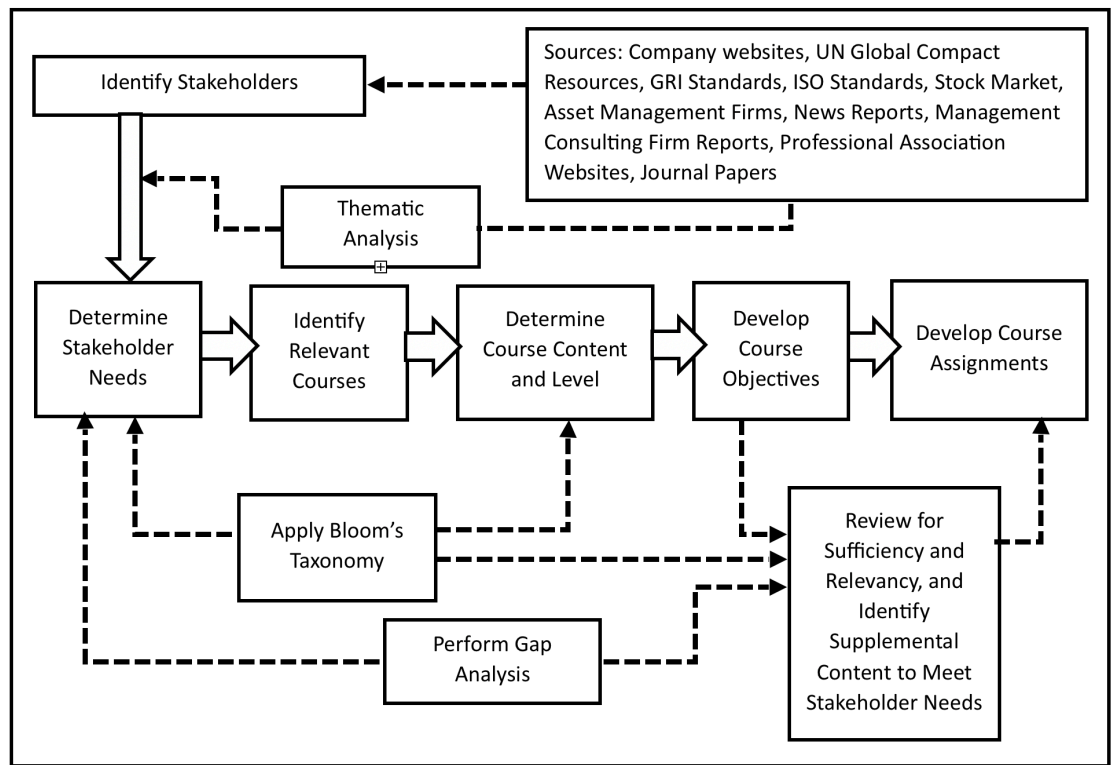 Identify Stakeholders
Sources: Company websites, UN Global Compact
Resources, GRI Standards, ISO Standards, Stock Market,
Asset Management Firms, News Reports, Management
Consulting Firm Reports, Professional Association
Websites, Journal Papers
Thematic
Analysis
Determine
Stakeholder
Needs
Identify
Relevant
Courses
Determine
Course Content
and Level
Develop
Course
Objectives
Develop Course
Assignments
Apply Bloom's
Taxonomy
Perform Gap
Analysis
Review for
Sufficiency and
Relevancy, and
Identify
Supplemental
Content to Meet
Stakeholder Needs